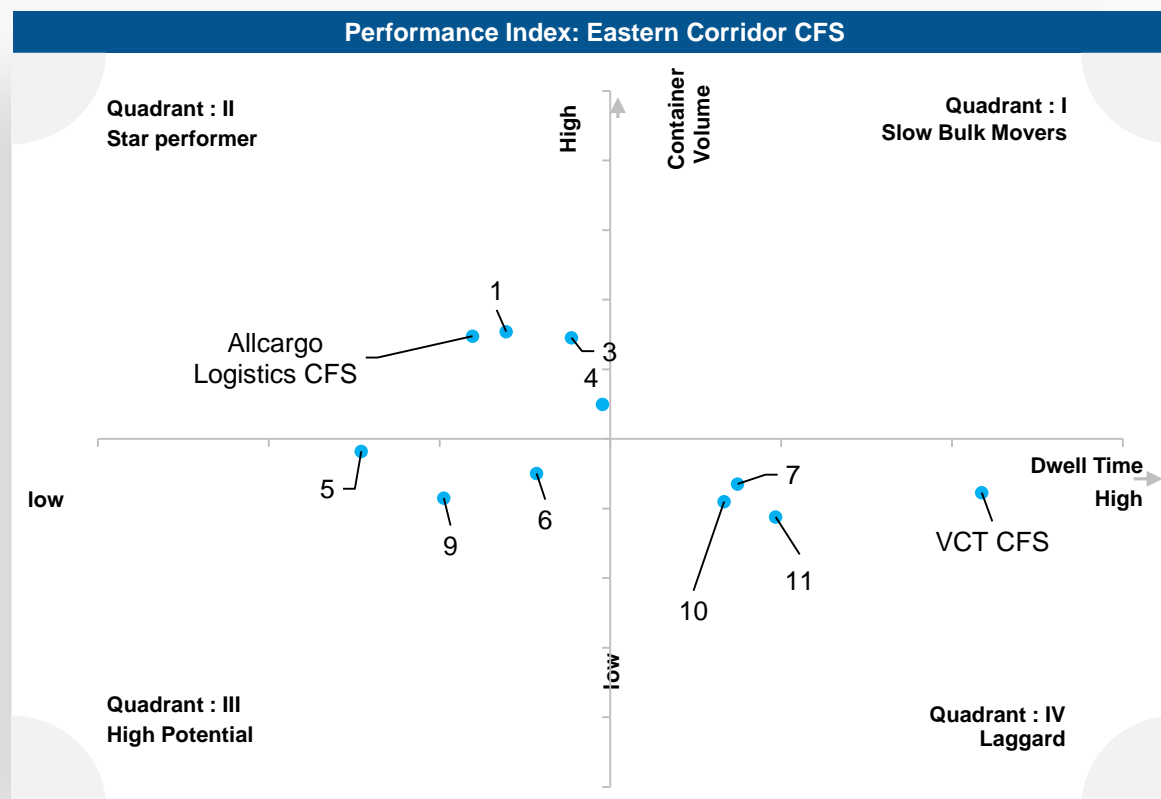 Performance Index: Eastern Corridor CFS
Quadrant : II
Star performer
High
Container
Volume
Quadrant : I
Slow Bulk Movers
1
Allcargo
Logistics CFS
3
4
Dwell Time
High
low
5
9
6
7
10
11
VCT CFS
low
Quadrant : III
High Potential
Quadrant : IV
Laggard